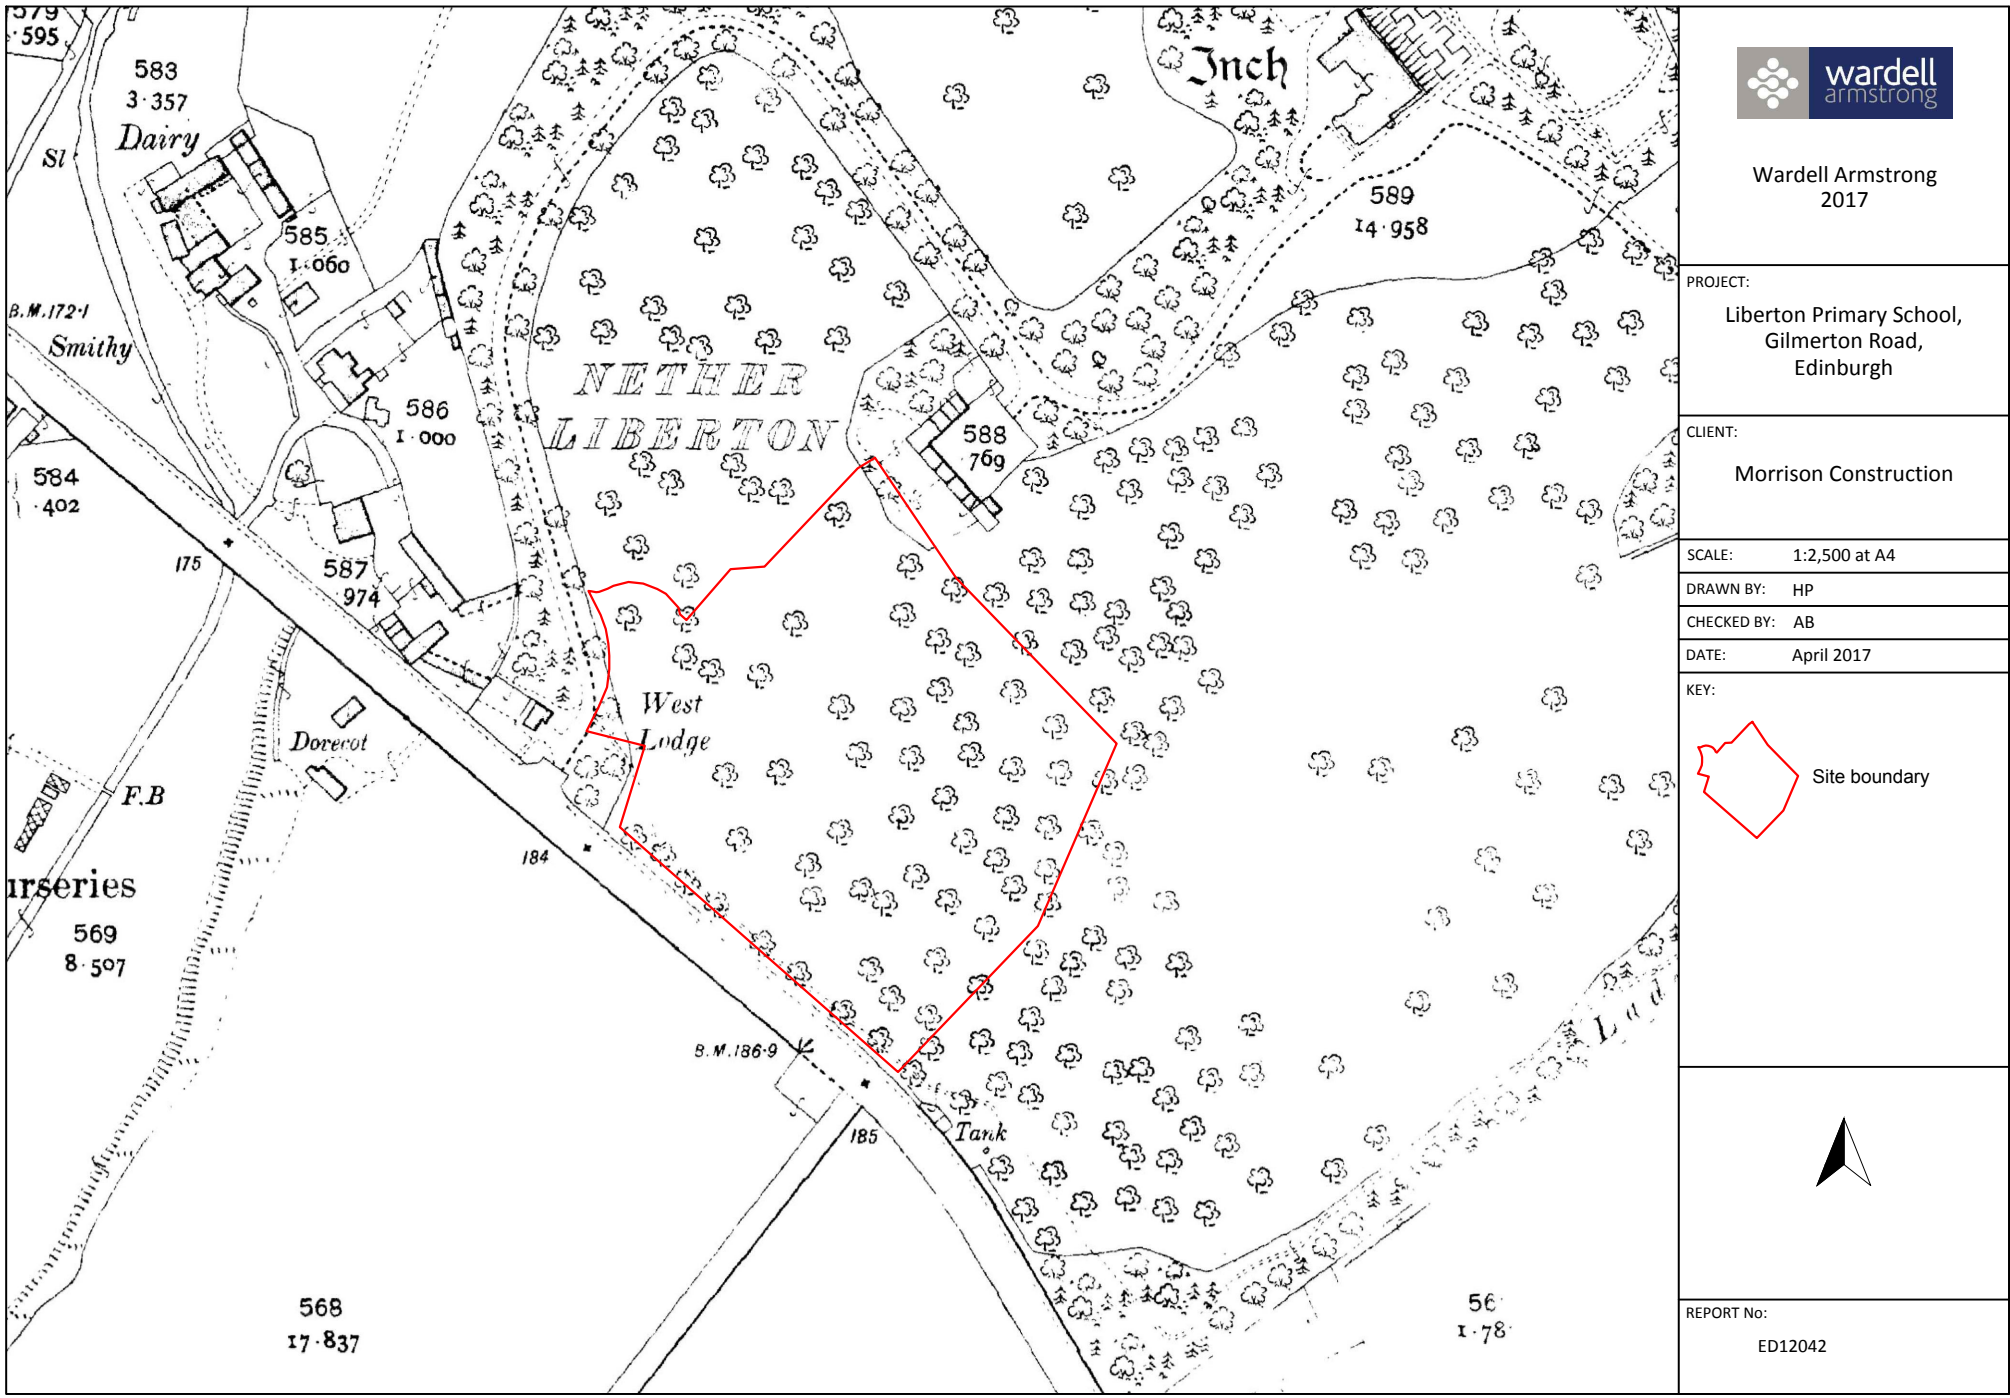 579
·595
583
3·357
Dairy
Sl
585
1·060
B.M.172·1
Smithy
586
1·000
584
·402
175
587
·974
Dovecot
F.B
184
569
8·507
NETHER
LIBERTON
Inch
589
14·958
588
·769
West
Lodge
B.M.186·9
185
Tank
568
17·837
1·78
wardell
armstrong
Wardell Armstrong
2017
PROJECT:
Liberton Primary School,
Gilmerton Road,
Edinburgh
CLIENT:
Morrison Construction
SCALE: 1:2,500 at A4
DRAWN BY: HP
CHECKED BY: AB
DATE: April 2017
KEY:
Site boundary
REPORT No:
ED12042